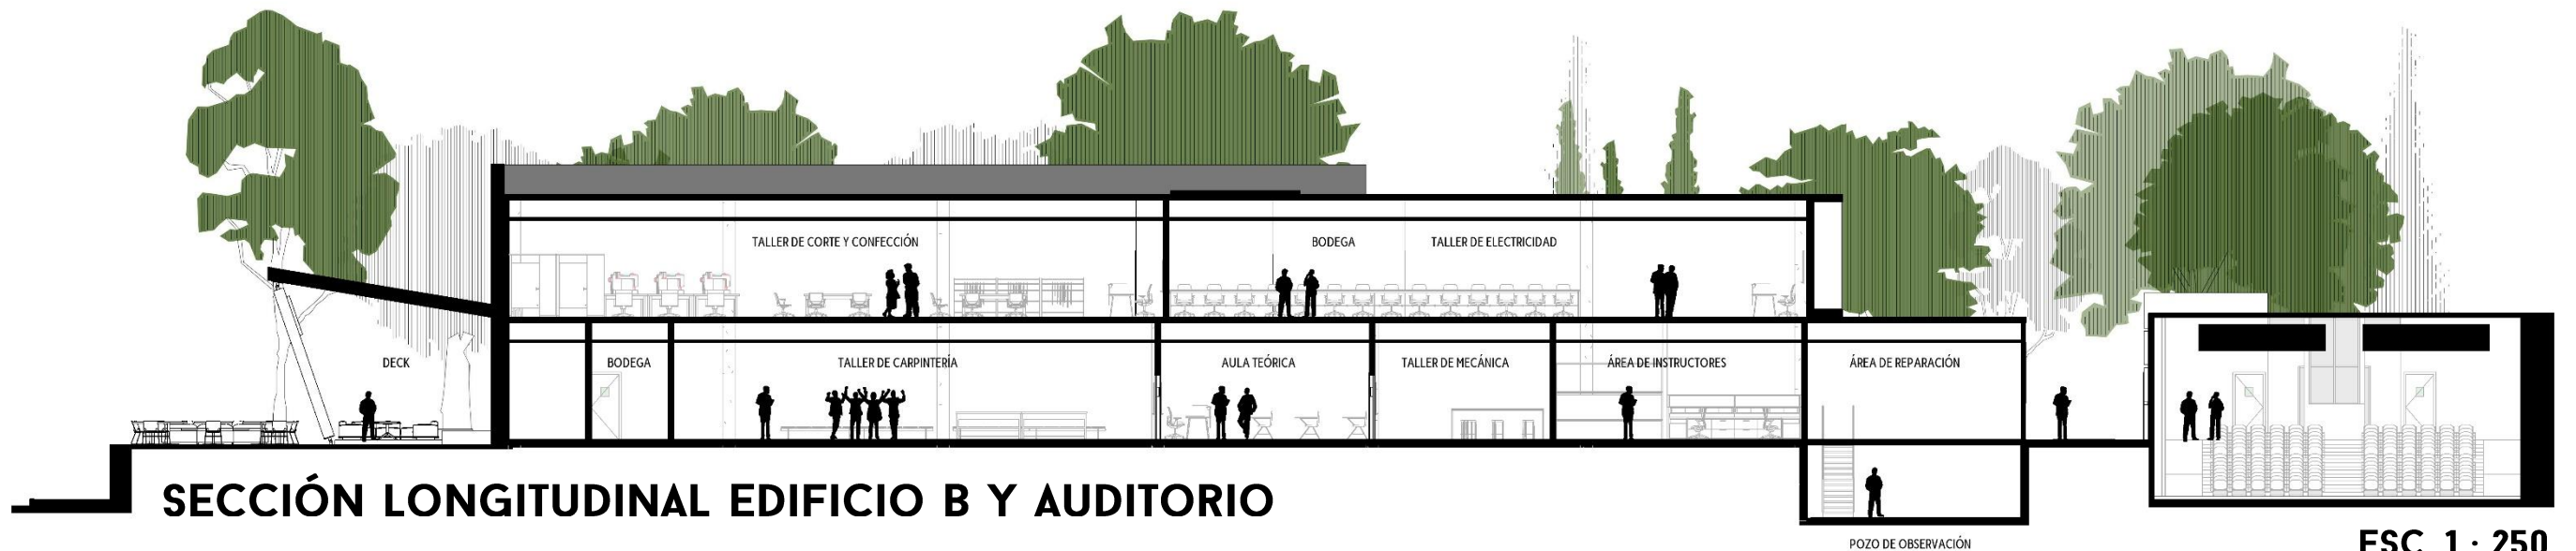 TALLER DE CORTE Y CONFECCIÓN
BODEGA
TALLER DE ELECTRICIDAD
DECK
BODEGA
TALLER DE CARPINTERÍA
AULA TEÓRICA
TALLER DE MECÁNICA
ÁREA DE INSTRUCTORES
ÁREA DE REPARACIÓN
SECCIÓN LONGITUDINAL EDIFICIO B Y AUDITORIO
POZO DE OBSERVACIÓN
ESC 1 : 250